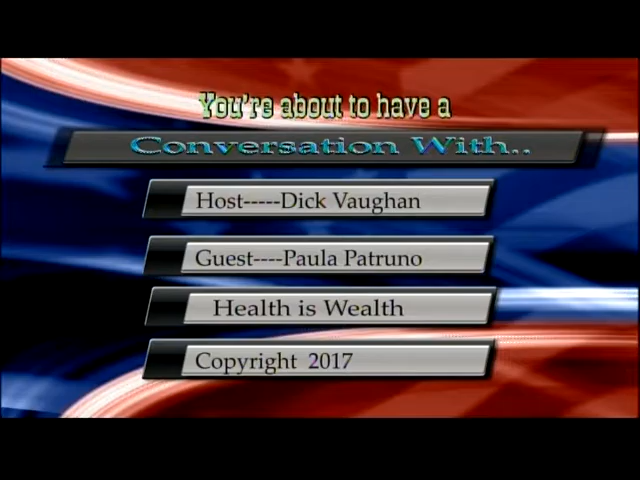 You're about to have a
Conversation With..
Host-----Dick Vaughan
Guest----Paula Patruno
Health is Wealth
Copyright 2017